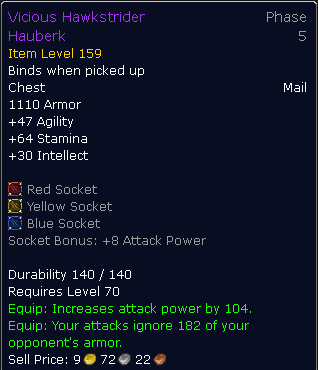 Vicious Hawkstrider Phase
Hauberk 5
Item Level 159
Binds when picked up
Chest Mail
1110 Armor
+47 Agility
+64 Stamina
+30 Intellect
Red Socket
Yellow Socket
Blue Socket
Socket Bonus: +8 Attack Power
Durability 140 / 140
Requires Level 70
Equip: Increases attack power by 104.
Equip: Your attacks ignore 182 of your
opponent's armor.
Sell Price: 9 72 22